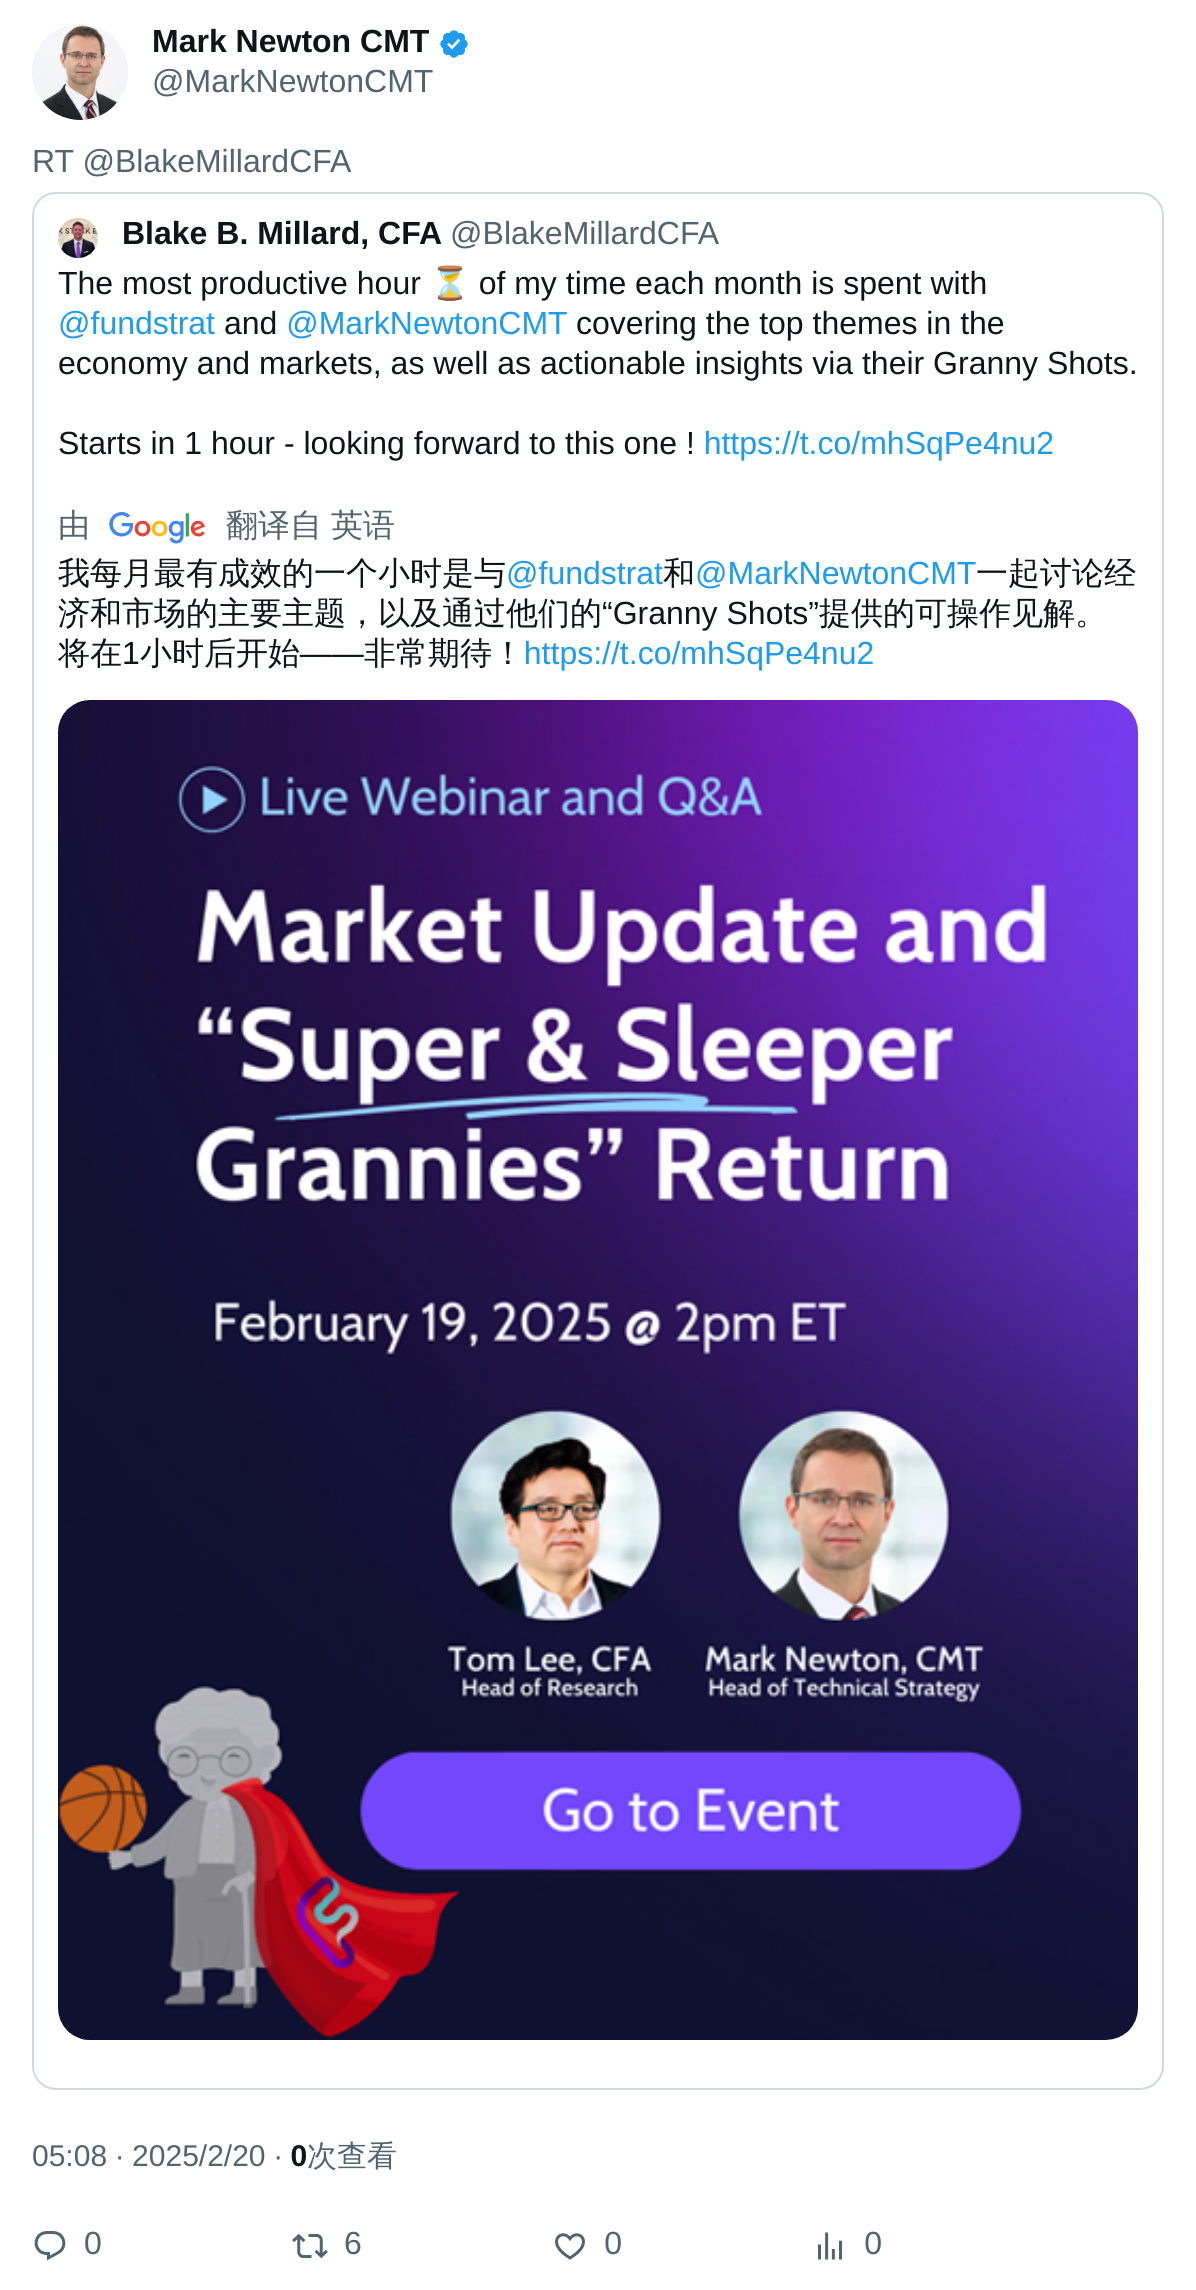 Mark Newton CMT
@MarkNewtonCMT
RT @BlakeMillardCFA
Blake B. Millard, CFA @BlakeMillardCFA
The most productive hour ⏳ of my time each month is spent with
@fundstrat and @MarkNewtonCMT covering the top themes in the
economy and markets, as well as actionable insights via their Granny Shots.
Starts in 1 hour - looking forward to this one ! https://t.co/mhSqPe4nu2
由 Google 翻译自 英语
我每月最有成效的一个小时是与@fundstrat和@MarkNewtonCMT一起讨论经
济和市场的主要主题，以及通过他们的“Granny Shots”提供的可操作见解。
将在1小时后开始——非常期待！https://t.co/mhSqPe4nu2
Live Webinar and Q&A
Market Update and
“Super & Sleeper
Grannies” Return
February 19, 2025 @ 2pm ET
Tom Lee, CFA
Head of Research
Mark Newton, CMT
Head of Technical Strategy
Go to Event
05:08 · 2025/2/20 · 0次查看
0 6 0 0